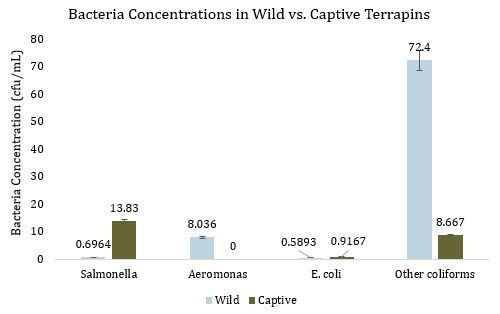 Bacteria Concentrations in Wild vs. Captive Terrapins
Bacteria Concentration (cfu/mL)
80
70
60
50
40
30
20
10
0
0.6964
13.83
8.036
0
0.5893
0.9167
72.4
8.667
Salmonella
Aeromonas
E. coli
Other coliforms
Wild
Captive